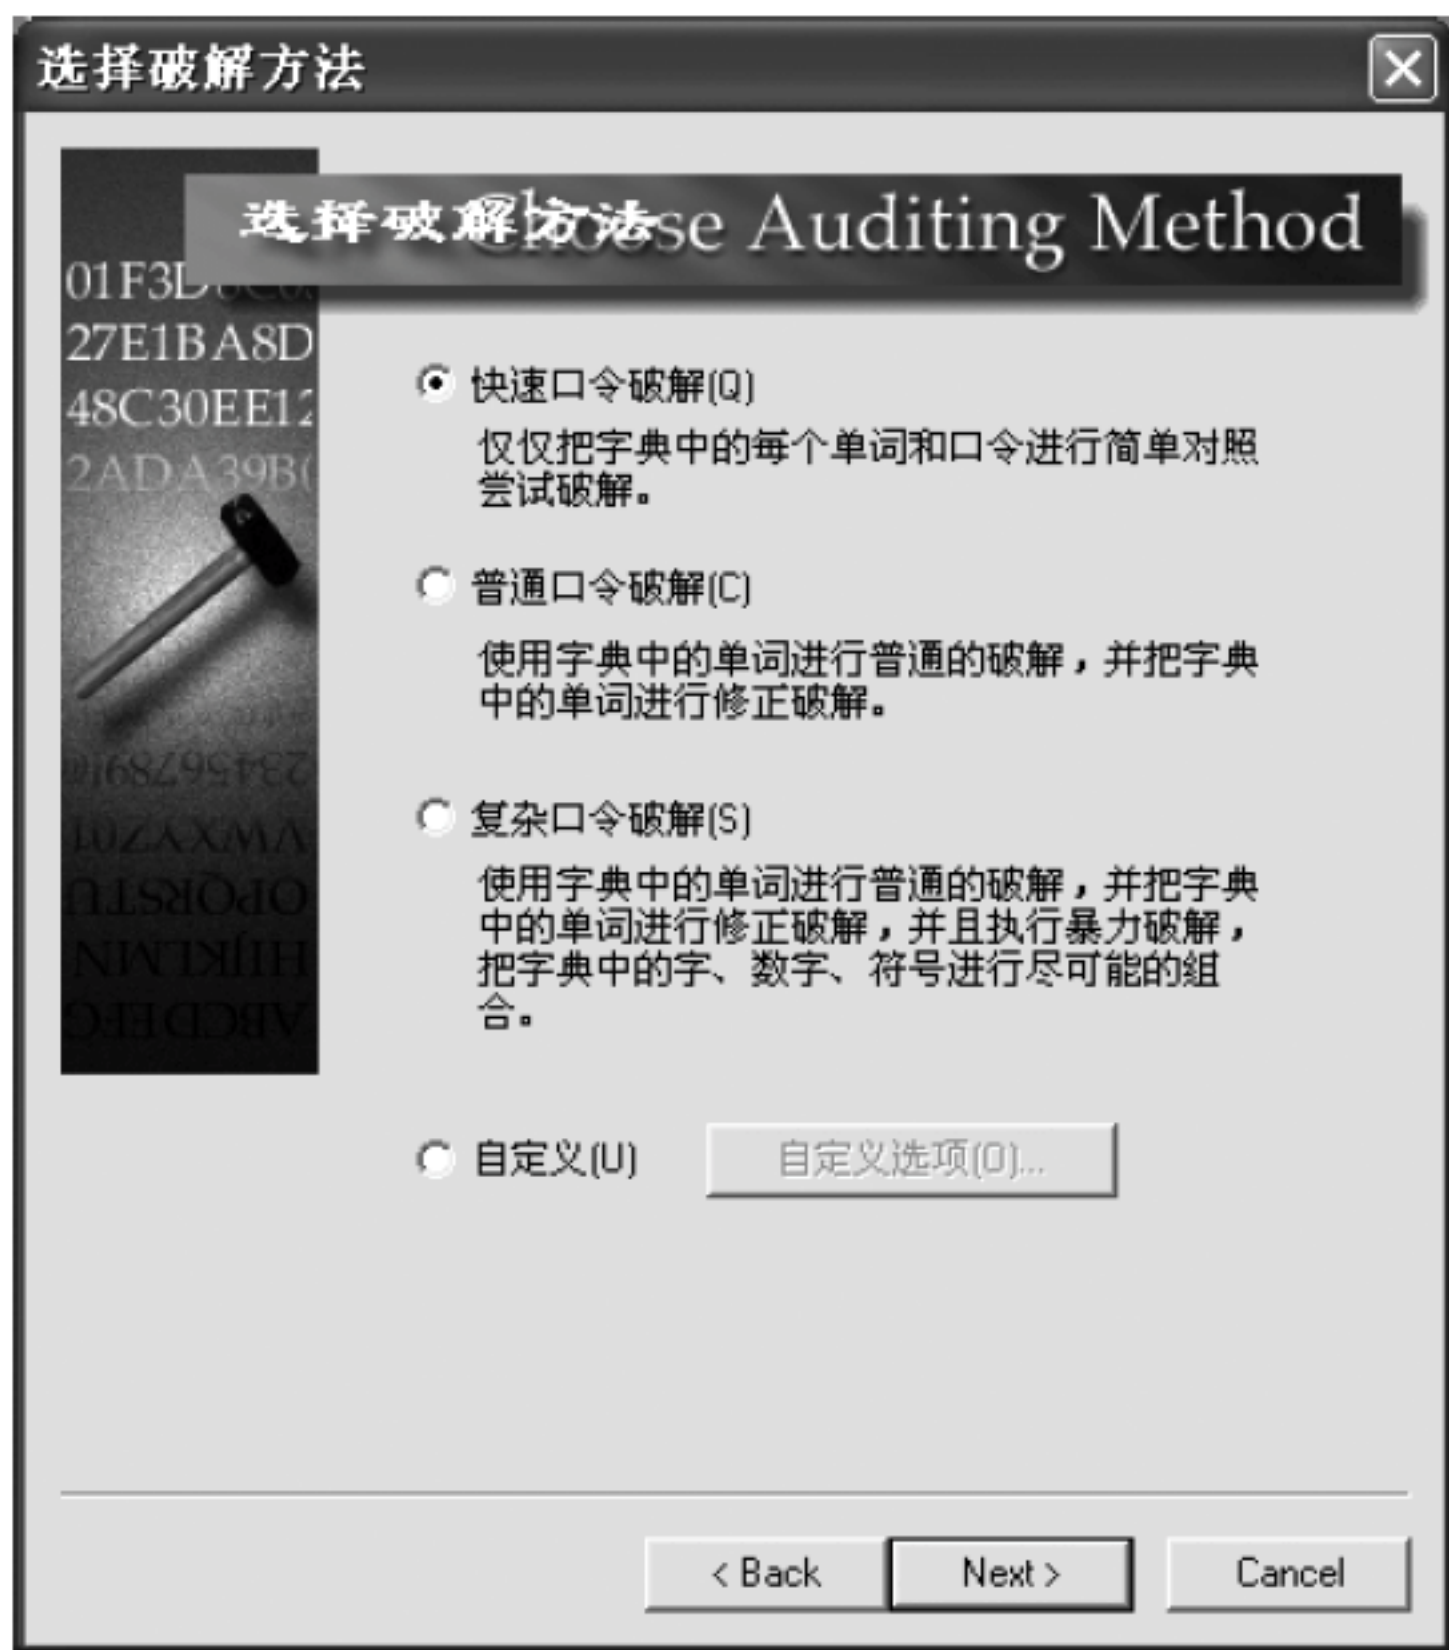 选择破解方法
选择破解方法 Choose Auditing Method
01F3D
27E1BA8D
48C30EE12
2ADA39B(
快速口令破解(Q)
仅仅把字典中的每个单词和口令进行简单对照
尝试破解。
普通口令破解(C)
使用字典中的单词进行普通的破解，并把字典
中的单词进行修正破解。
复杂口令破解(S)
使用字典中的单词进行普通的破解，并把字典
中的单词进行修正破解，并且执行暴力破解，
把字典中的字、数字、符号进行尽可能的组
合。
自定义(U) 自定义选项(O)...
23456789!@
VWXYZ01
OPQRSTU
HIJKLMN
ABCDEFG
< Back Next > Cancel